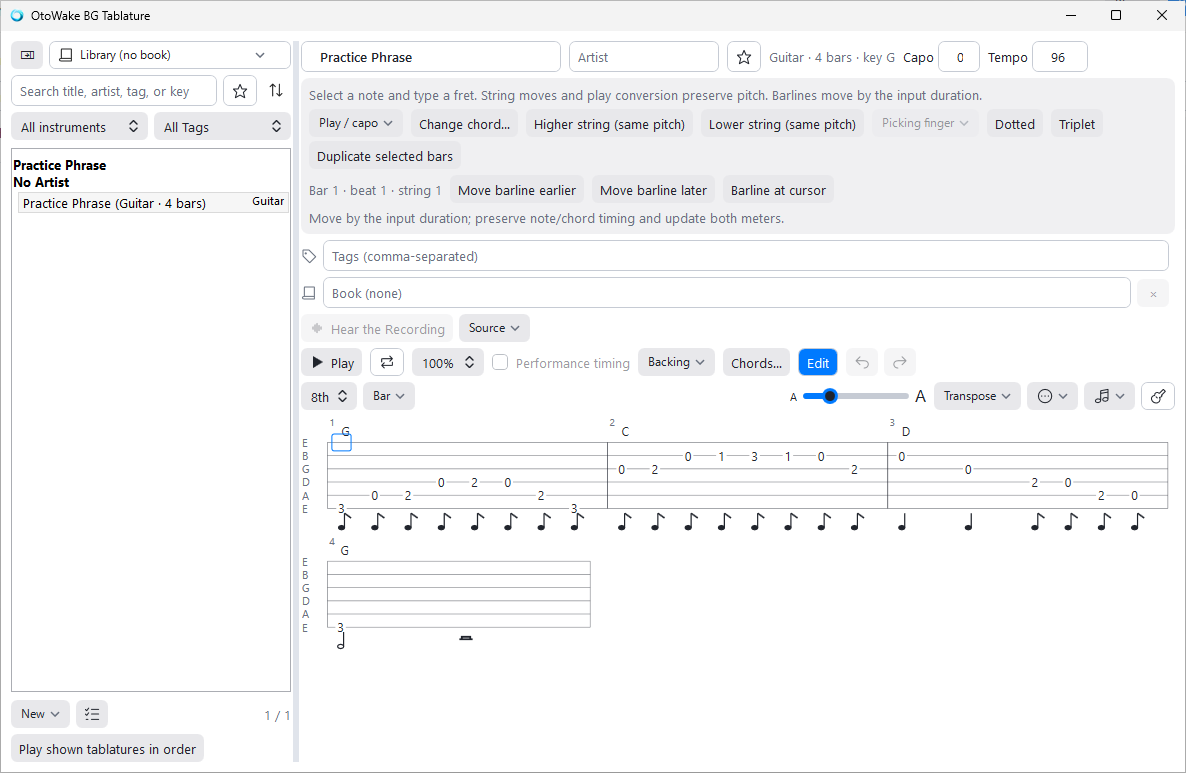 OtoWake BG Tablature
Library (no book)
Search title, artist, tag, or key
All instruments All Tags
Practice Phrase
No Artist
Practice Phrase (Guitar · 4 bars) Guitar
New 1 / 1
Play shown tablatures in order
Practice Phrase Artist Guitar · 4 bars · key G Capo 0 Tempo 96
Select a note and type a fret. String moves and play conversion preserve pitch. Barlines move by the input duration.
Play / capo Change chord... Higher string (same pitch) Lower string (same pitch) Picking finger Dotted Triplet
Duplicate selected bars
Bar 1 · beat 1 · string 1 Move barline earlier Move barline later Barline at cursor
Move by the input duration; preserve note/chord timing and update both meters.
Tags (comma-separated)
Book (none) ×
Hear the Recording Source
Play 100% Performance timing Backing Chords... Edit
8th Bar A A Transpose
1 2 3
G C D
E
B 0 1 3 1 0 0
G 0 2 2 0
D 0 2 0 2 0
A 0 2 2 2 0
E 3 3
4
G
E
B
G
D
A
E 3